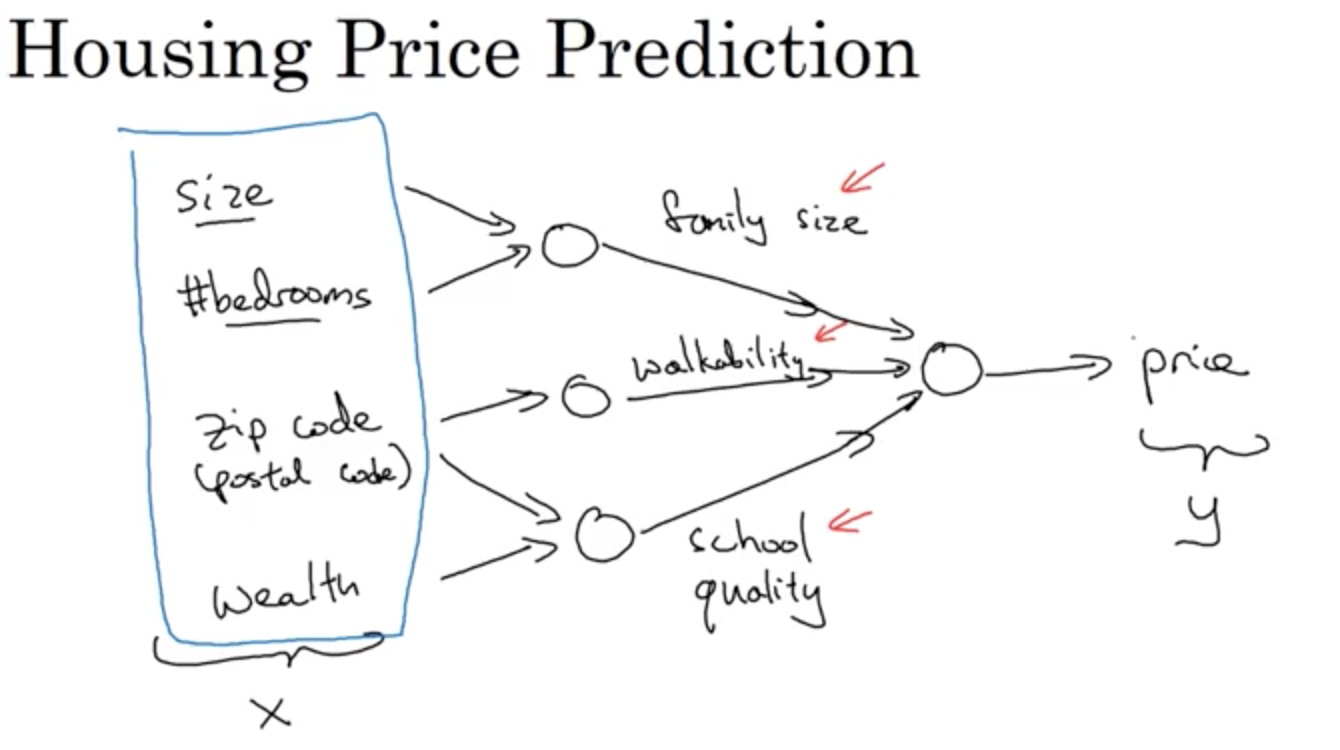 Housing Price Prediction
size
#bedrooms
zip code
(postal code)
wealth
x
family size
walkability
school
quality
price
y